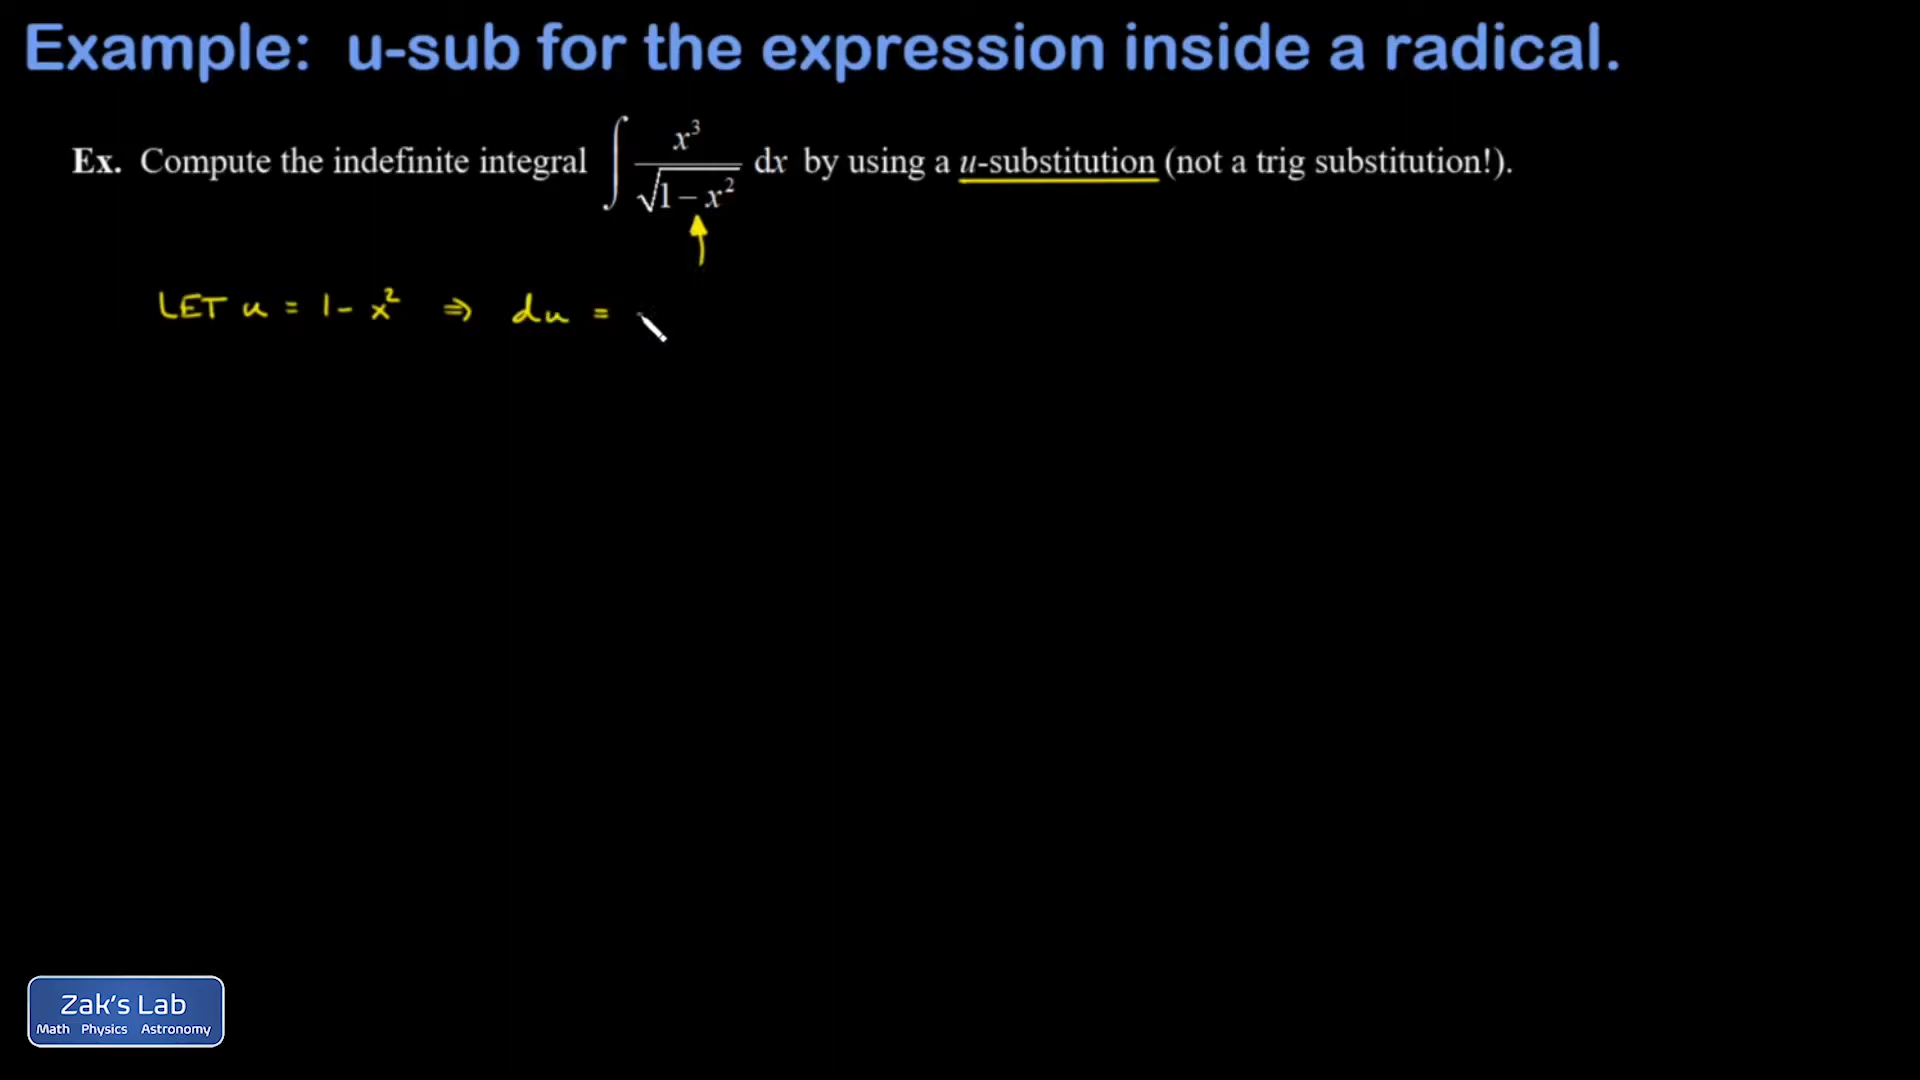 Example: u-sub for the expression inside a radical.
Ex. Compute the indefinite integral ∫ x³/√(1 − x²) dx by using a u-substitution (not a trig substitution!).
LET u = 1 - x² ⇒ du =
Zak's Lab
Math Physics Astronomy